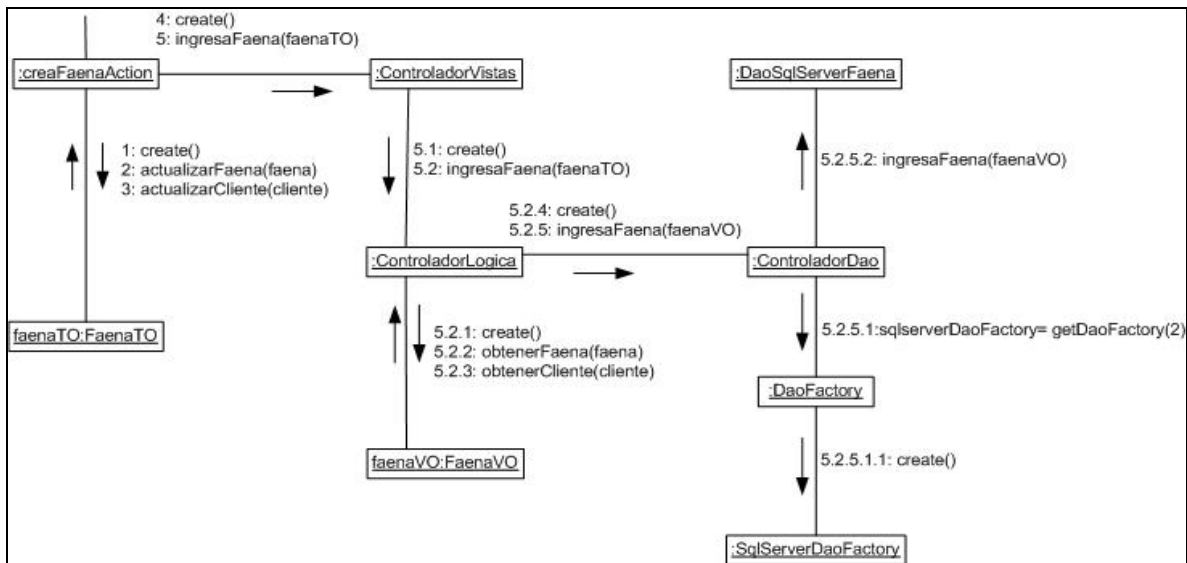 4: create()
5: ingresaFaena(faenaTO)
:creaFaenaAction
:ControladorVistas
:DaoSqlServerFaena
1: create()
2: actualizarFaena(faena)
3: actualizarCliente(cliente)
5.1: create()
5.2: ingresaFaena(faenaTO)
5.2.5.2: ingresaFaena(faenaVO)
5.2.4: create()
5.2.5: ingresaFaena(faenaVO)
:ControladorLogica
:ControladorDao
faenaTO:FaenaTO
5.2.1: create()
5.2.2: obtenerFaena(faena)
5.2.3: obtenerCliente(cliente)
5.2.5.1:sqlserverDaoFactory= getDaoFactory(2)
:DaoFactory
faenaVO:FaenaVO
5.2.5.1.1: create()
:SqlServerDaoFactory